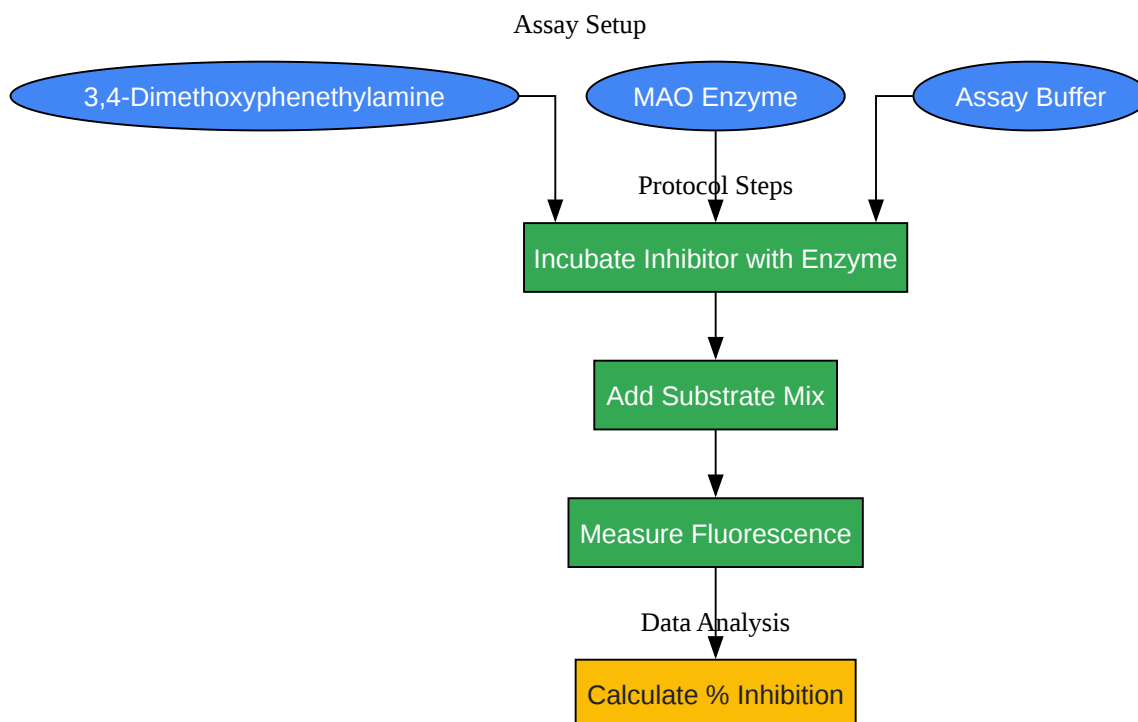 Assay Setup
3,4-Dimethoxyphenethylamine
MAO Enzyme
Assay Buffer
Protocol Steps
Incubate Inhibitor with Enzyme
Add Substrate Mix
Measure Fluorescence
Data Analysis
Calculate % Inhibition